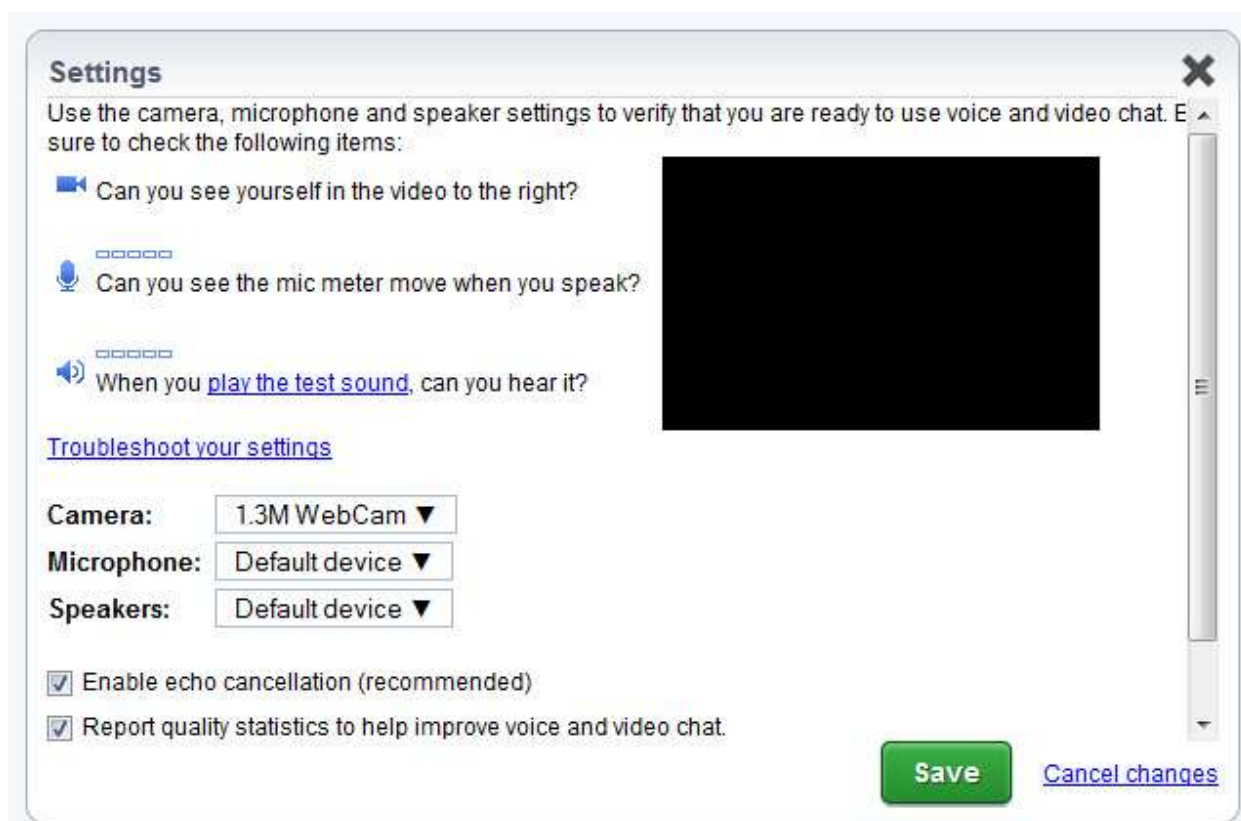 Settings
Use the camera, microphone and speaker settings to verify that you are ready to use voice and video chat. E
sure to check the following items:
Can you see yourself in the video to the right?
Can you see the mic meter move when you speak?
When you play the test sound, can you hear it?
Troubleshoot your settings
Camera: 1.3M WebCam ▼
Microphone: Default device ▼
Speakers: Default device ▼
Enable echo cancellation (recommended)
Report quality statistics to help improve voice and video chat.
Save Cancel changes